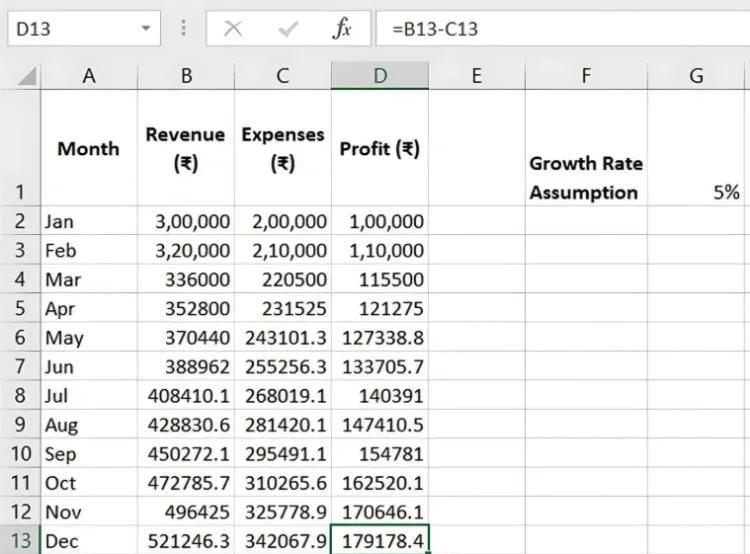 D13 fx =B13-C13
A B C D E F G
1 Month Revenue (₹) Expenses (₹) Profit (₹) Growth Rate Assumption 5%
2 Jan 3,00,000 2,00,000 1,00,000
3 Feb 3,20,000 2,10,000 1,10,000
4 Mar 336000 220500 115500
5 Apr 352800 231525 121275
6 May 370440 243101.3 127338.8
7 Jun 388962 255256.3 133705.7
8 Jul 408410.1 268019.1 140391
9 Aug 428830.6 281420.1 147410.5
10 Sep 450272.1 295491.1 154781
11 Oct 472785.7 310265.6 162520.1
12 Nov 496425 325778.9 170646.1
13 Dec 521246.3 342067.9 179178.4